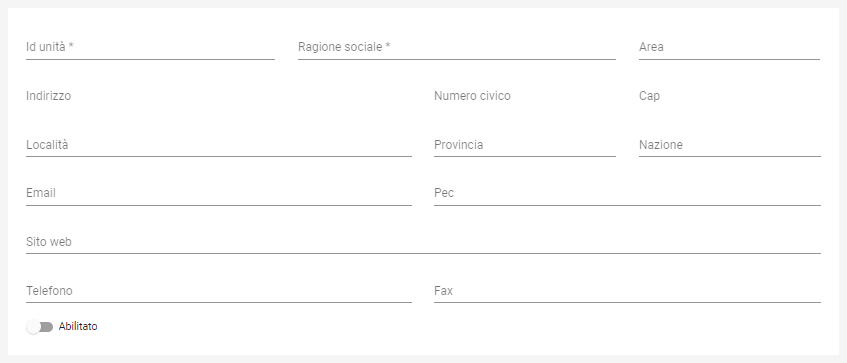 Id unità * Ragione sociale * Area
Indirizzo Numero civico Cap
Località Provincia Nazione
Email Pec
Sito web
Telefono Fax
Abilitato